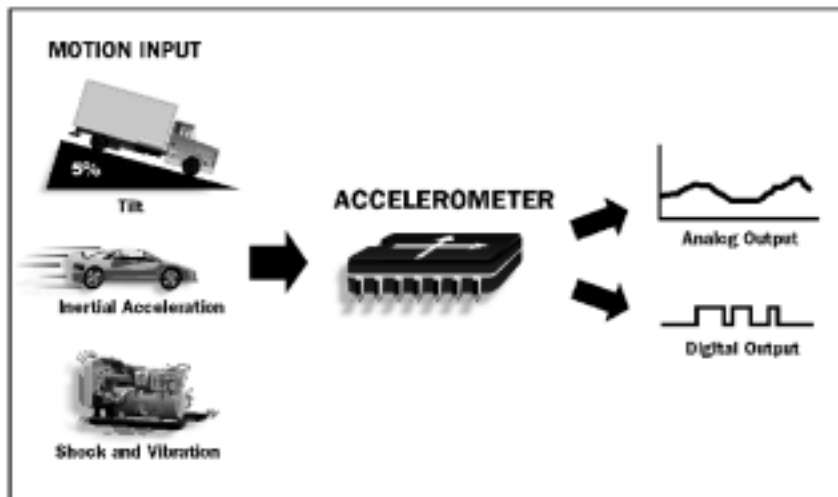 MOTION INPUT
5%
Tilt
Inertial Acceleration
Shock and Vibration
ACCELEROMETER
Analog Output
Digital Output